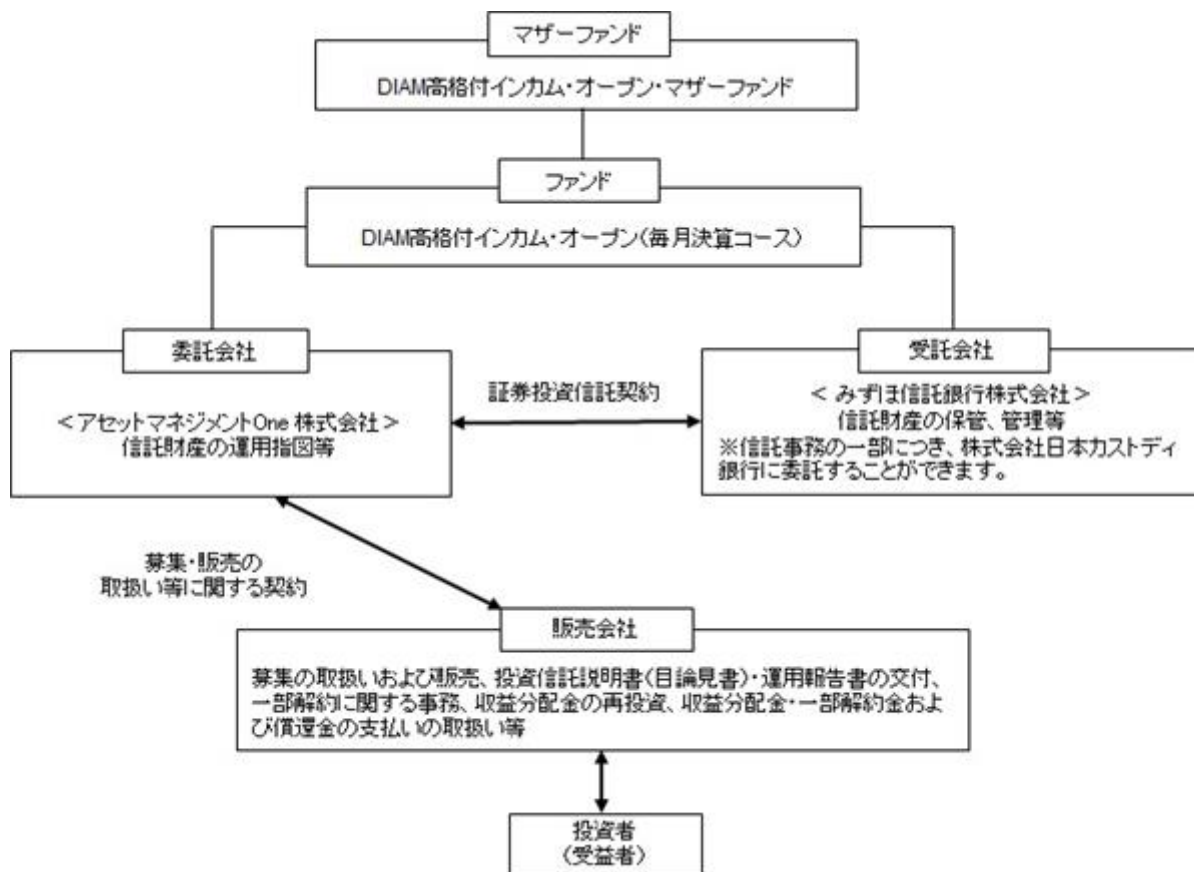 マザーファンド
DIAM高格付インカム・オープン・マザーファンド
ファンド
DIAM高格付インカム・オープン(毎月決算コース)
委託会社
<アセットマネジメントOne 株式会社>
信託財産の運用指図等
証券投資信託契約
受託会社
<みずほ信託銀行株式会社>
信託財産の保管、管理等
※信託事務の一部につき、株式会社日本カストディ
銀行に委託することができます。
募集・販売の
取扱い等に関する契約
販売会社
募集の取扱いおよび販売、投資信託説明書(目論見書)・運用報告書の交付、
一部解約に関する事務、収益分配金の再投資、収益分配金・一部解約金およ
び償還金の支払いの取扱い等
投資者
(受益者)